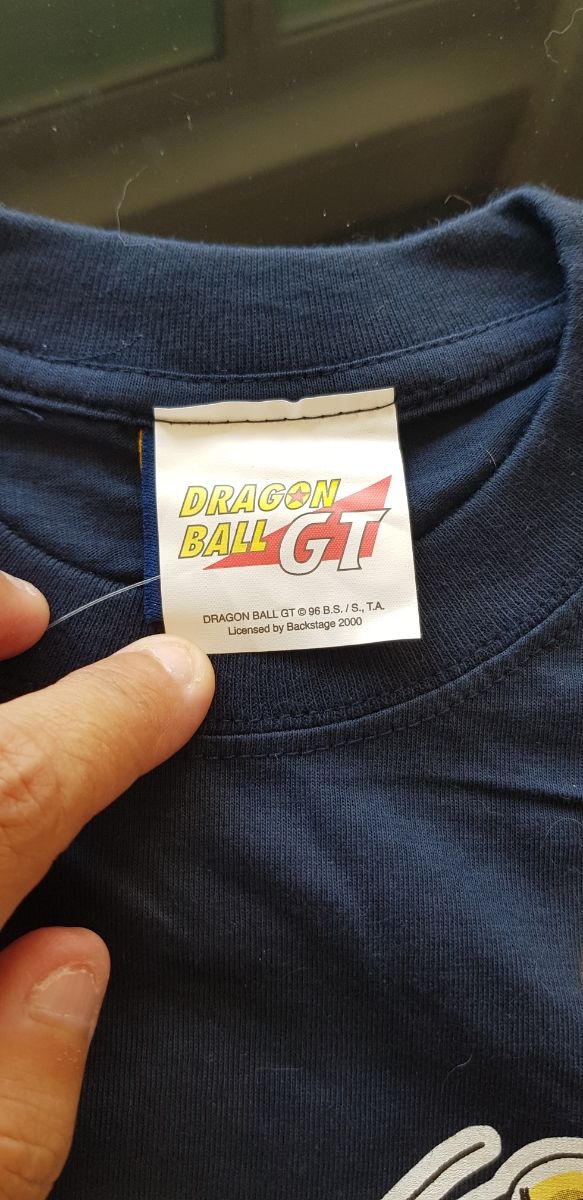 DRAGON
BALL GT
DRAGON BALL GT © 96 B.S. / S., T.A.
Licensed by Backstage 2000